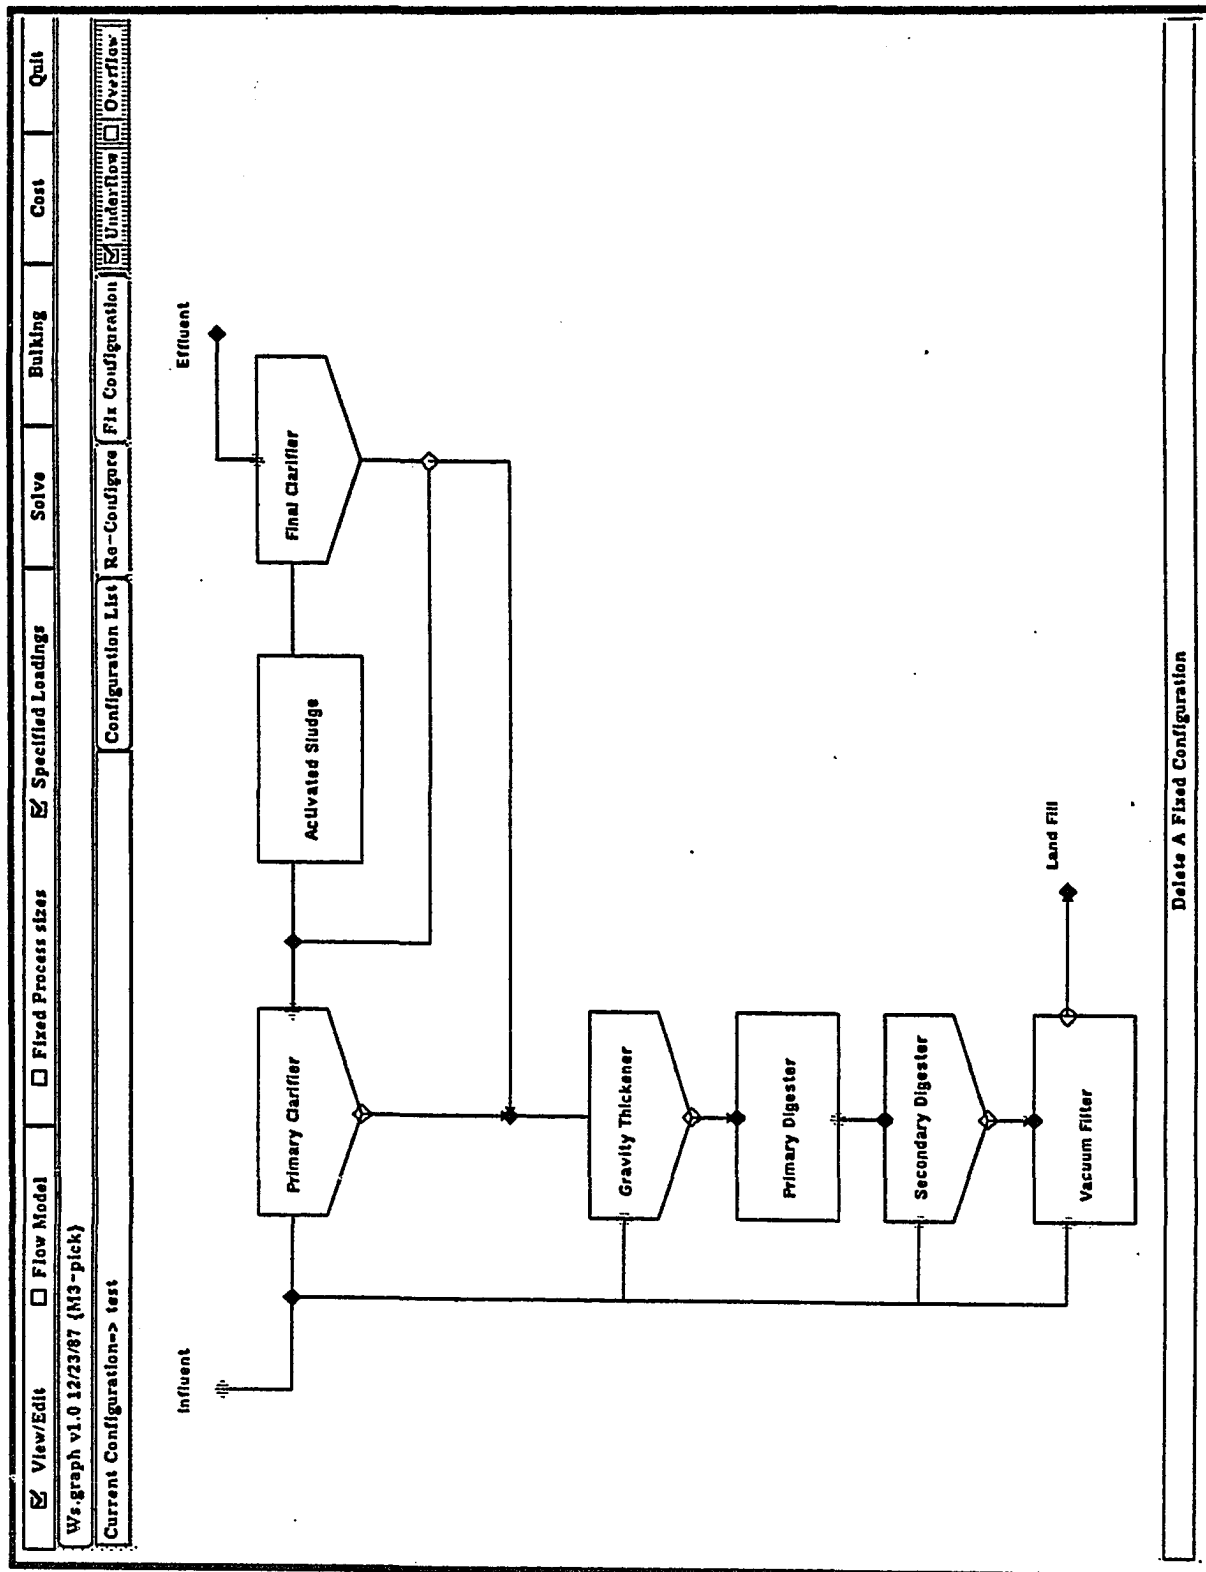 ☑ View/Edit ☐ Flow Model ☐ Fixed Process sizes ☑ Specified Loadings Solve Bulking Cost Quit
Ws.graph v1.0 12/23/87 {M3-pick}
Current Configuration=> test Configuration List Re-Configure Fix Configuration ☑ Underflow ☐ Overflow
Influent
Effluent
Primary Clarifier
Activated Sludge
Final Clarifier
Gravity Thickener
Primary Digester
Secondary Digester
Vacuum Filter
Land Fill
Delete A Fixed Configuration